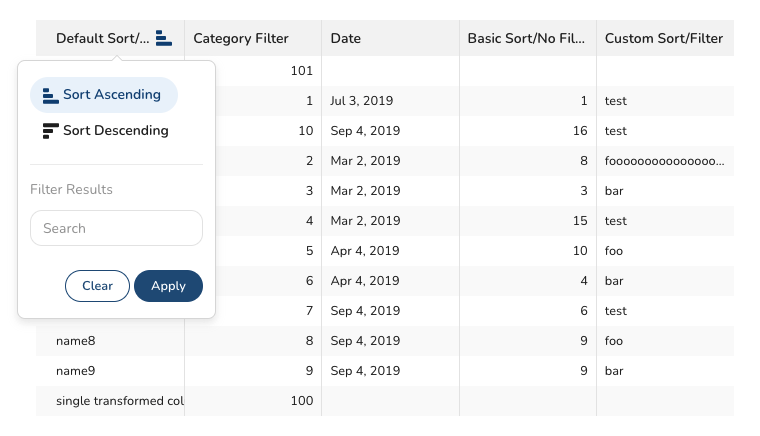 Default Sort/... Category Filter Date Basic Sort/No Fil... Custom Sort/Filter
101
Sort Ascending 1 Jul 3, 2019 1 test
Sort Descending 10 Sep 4, 2019 16 test
2 Mar 2, 2019 8 fooooooooooooooo...
Filter Results 3 Mar 2, 2019 3 bar
Search 4 Mar 2, 2019 15 test
5 Apr 4, 2019 10 foo
Clear Apply 6 Apr 4, 2019 4 bar
7 Sep 4, 2019 6 test
name8 8 Sep 4, 2019 9 foo
name9 9 Sep 4, 2019 9 bar
single transformed col 100